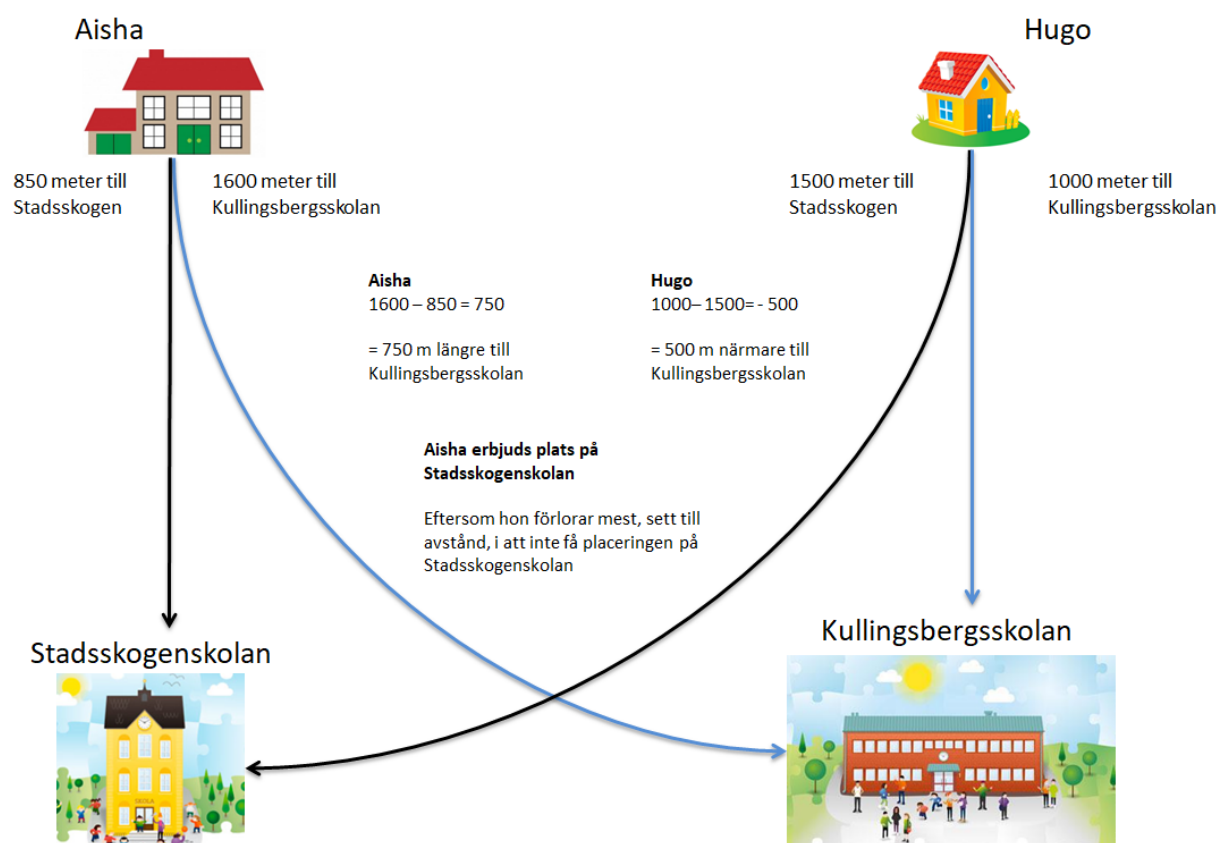 Aisha
Hugo
850 meter till
Stadsskogen
1600 meter till
Kullingsbergsskolan
1500 meter till
Stadsskogen
1000 meter till
Kullingsbergsskolan
Aisha
1600 – 850 = 750
= 750 m längre till
Kullingsbergsskolan
Hugo
1000– 1500= - 500
= 500 m närmare till
Kullingsbergsskolan
Aisha erbjuds plats på
Stadsskogenskolan
Eftersom hon förlorar mest, sett till
avstånd, i att inte få placeringen på
Stadsskogenskolan
Stadsskogenskolan
Kullingsbergsskolan
SKOLA